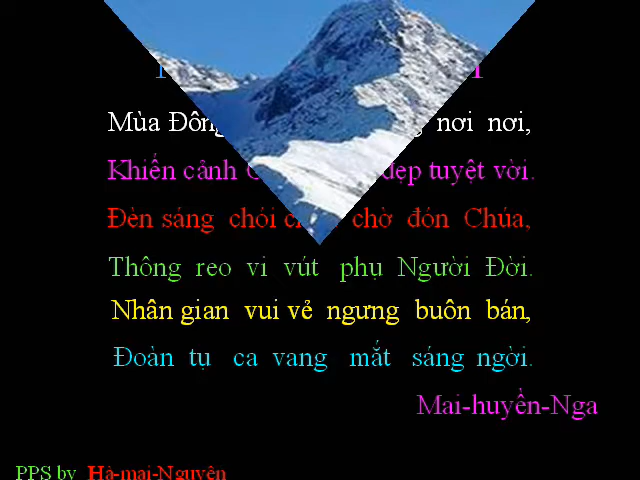 Mùa Đông nơi nơi,
Khiến cảnh đẹp tuyệt vời.
Đèn sáng chói chờ đón Chúa,
Thông reo vi vút phụ Người Đời.
Nhân gian vui vẻ ngưng buôn bán,
Đoàn tụ ca vang mắt sáng ngời.
Mai-huyền-Nga
PPS by Hà-mai-Nguyên